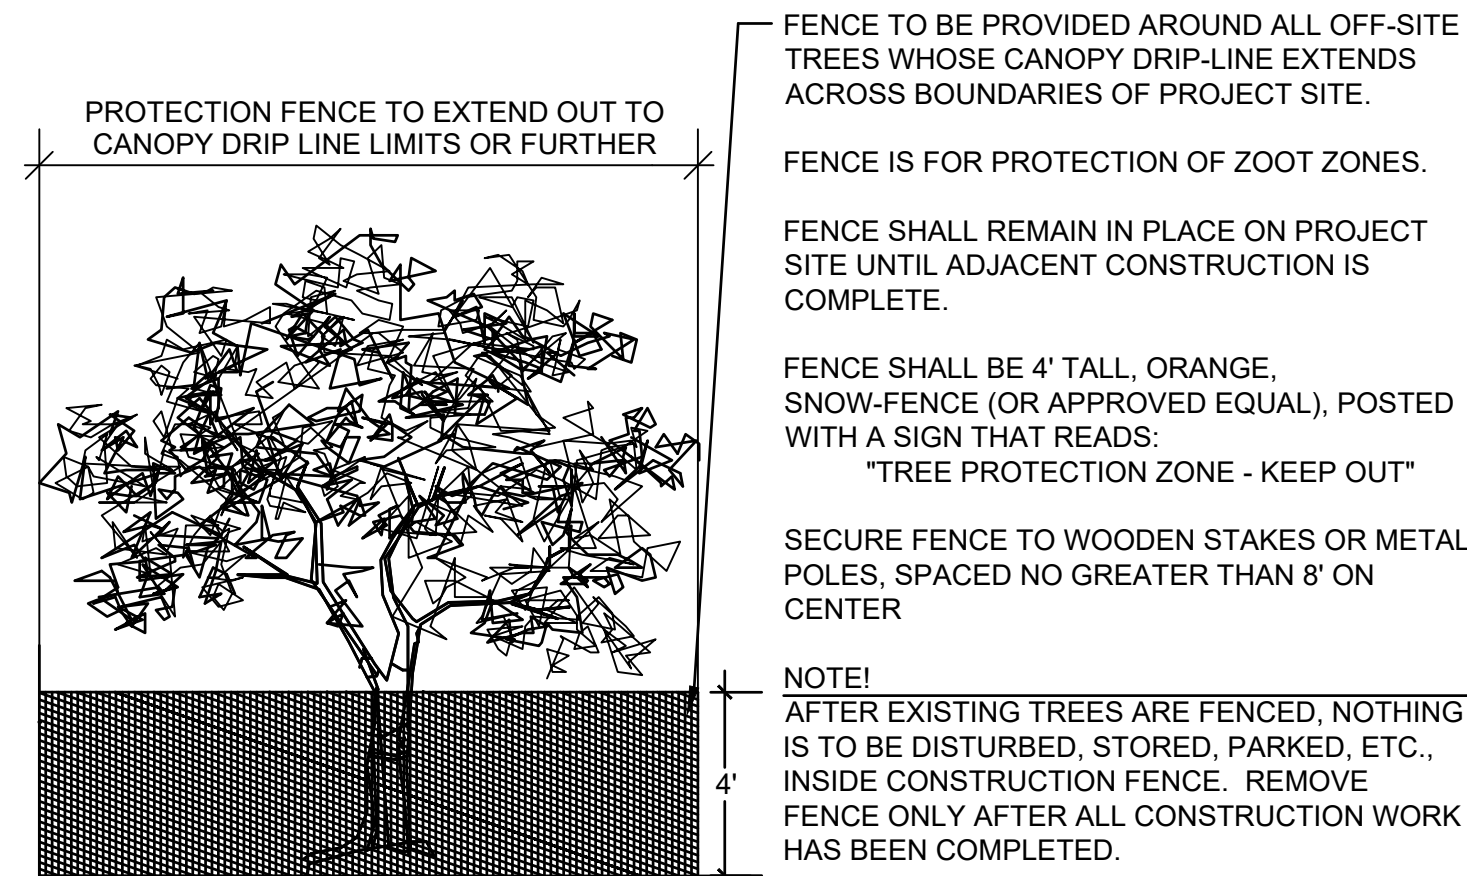 PROTECTION FENCE TO EXTEND OUT TO
CANOPY DRIP LINE LIMITS OR FURTHER
FENCE TO BE PROVIDED AROUND ALL OFF-SITE
TREES WHOSE CANOPY DRIP-LINE EXTENDS
ACROSS BOUNDARIES OF PROJECT SITE.
FENCE IS FOR PROTECTION OF ZOOT ZONES.
FENCE SHALL REMAIN IN PLACE ON PROJECT
SITE UNTIL ADJACENT CONSTRUCTION IS
COMPLETE.
FENCE SHALL BE 4' TALL, ORANGE,
SNOW-FENCE (OR APPROVED EQUAL), POSTED
WITH A SIGN THAT READS:
"TREE PROTECTION ZONE - KEEP OUT"
SECURE FENCE TO WOODEN STAKES OR METAL
POLES, SPACED NO GREATER THAN 8' ON
CENTER
NOTE!
AFTER EXISTING TREES ARE FENCED, NOTHING
IS TO BE DISTURBED, STORED, PARKED, ETC.,
INSIDE CONSTRUCTION FENCE.  REMOVE
FENCE ONLY AFTER ALL CONSTRUCTION WORK
HAS BEEN COMPLETED.
4'